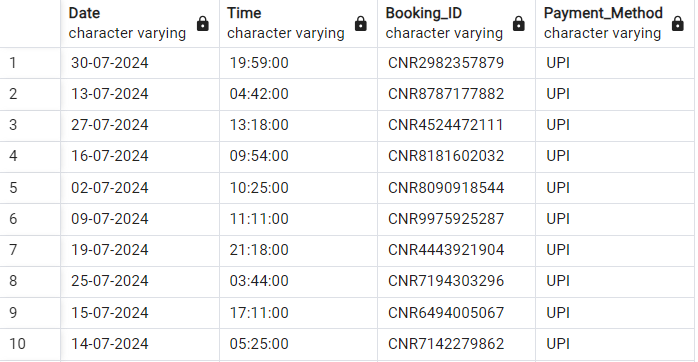 Date Time Booking_ID Payment_Method
character varying character varying character varying character varying
1 30-07-2024 19:59:00 CNR2982357879 UPI
2 13-07-2024 04:42:00 CNR8787177882 UPI
3 27-07-2024 13:18:00 CNR4524472111 UPI
4 16-07-2024 09:54:00 CNR8181602032 UPI
5 02-07-2024 10:25:00 CNR8090918544 UPI
6 09-07-2024 11:11:00 CNR9975925287 UPI
7 19-07-2024 21:18:00 CNR4443921904 UPI
8 25-07-2024 03:44:00 CNR7194303296 UPI
9 15-07-2024 17:11:00 CNR6494005067 UPI
10 14-07-2024 05:25:00 CNR7142279862 UPI